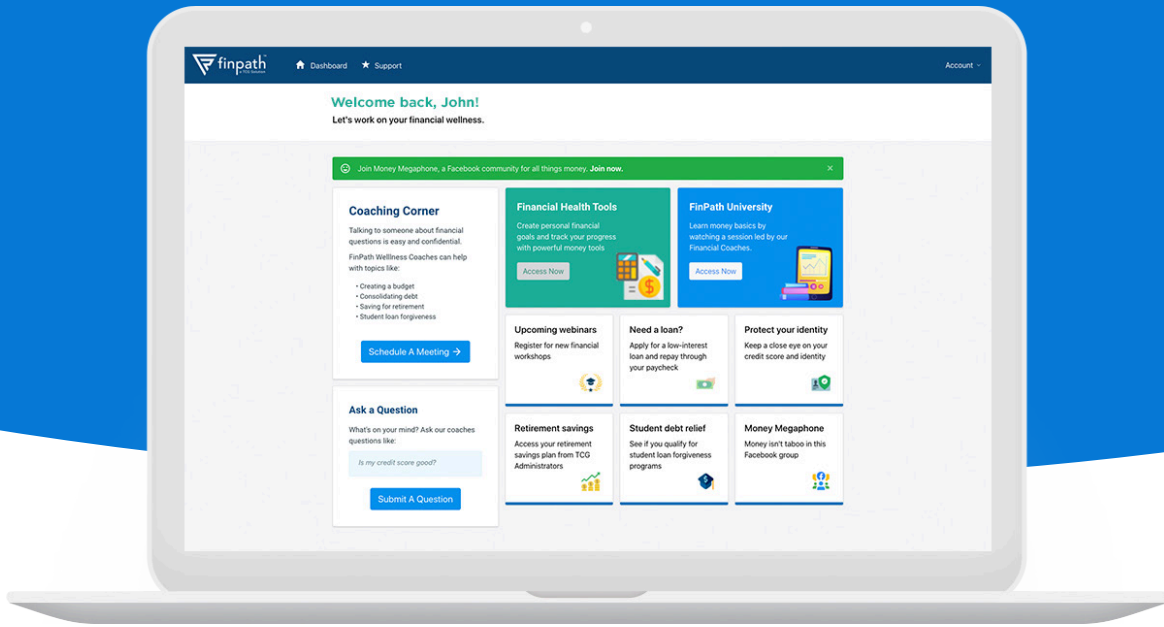 finpath
a TCG Solution
Dashboard
Support
Account
Welcome back, John!
Let's work on your financial wellness.
Join Money Megaphone, a Facebook community for all things money. Join now.
Coaching Corner
Talking to someone about financial
questions is easy and confidential.
FinPath Welllness Coaches can help
with topics like:
• Creating a budget
• Consolidating debt
• Saving for retirement
• Student loan forgiveness
Schedule A Meeting →
Ask a Question
What's on your mind? Ask our coaches
questions like:
Is my credit score good?
Submit A Question
Financial Health Tools
Create personal financial
goals and track your progress
with powerful money tools
Access Now
FinPath University
Learn money basics by
watching a session led by our
Financial Coaches.
Access Now
Upcoming webinars
Register for new financial
workshops
Need a loan?
Apply for a low-interest
loan and repay through
your paycheck
Protect your identity
Keep a close eye on your
credit score and identity
Retirement savings
Access your retirement
savings plan from TCG
Administrators
Student debt relief
See if you qualify for
student loan forgiveness
programs
Money Megaphone
Money isn't taboo in this
Facebook group